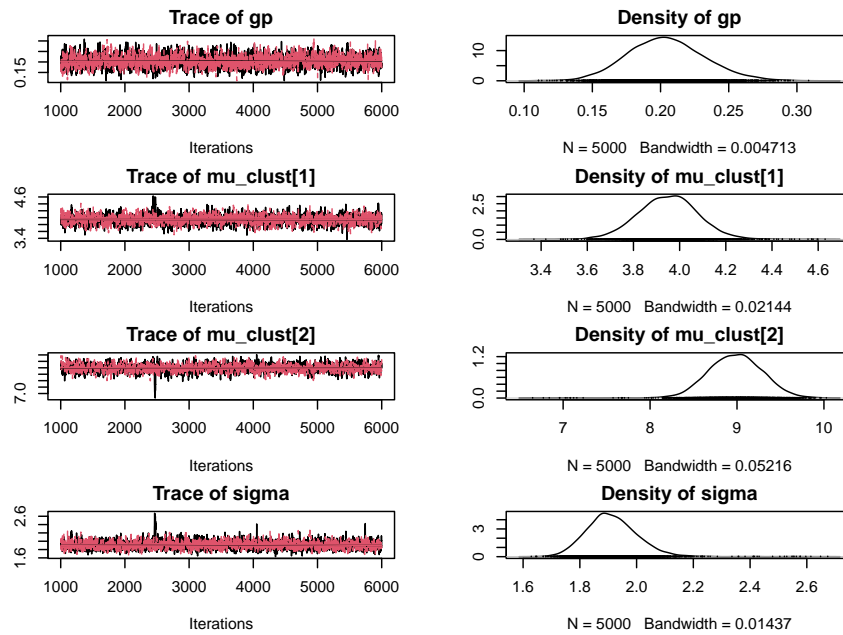 Trace of gp
0.15
1000 2000 3000 4000 5000 6000
Iterations
Density of gp
0 10
0.10 0.15 0.20 0.25 0.30
N = 5000 Bandwidth = 0.004713
Trace of mu_clust[1]
3.4 4.6
1000 2000 3000 4000 5000 6000
Iterations
Density of mu_clust[1]
0.0 2.5
3.4 3.6 3.8 4.0 4.2 4.4 4.6
N = 5000 Bandwidth = 0.02144
Trace of mu_clust[2]
7.0
1000 2000 3000 4000 5000 6000
Iterations
Density of mu_clust[2]
0.0 1.2
7 8 9 10
N = 5000 Bandwidth = 0.05216
Trace of sigma
1.6 2.6
1000 2000 3000 4000 5000 6000
Iterations
Density of sigma
0 3
1.6 1.8 2.0 2.2 2.4 2.6
N = 5000 Bandwidth = 0.01437